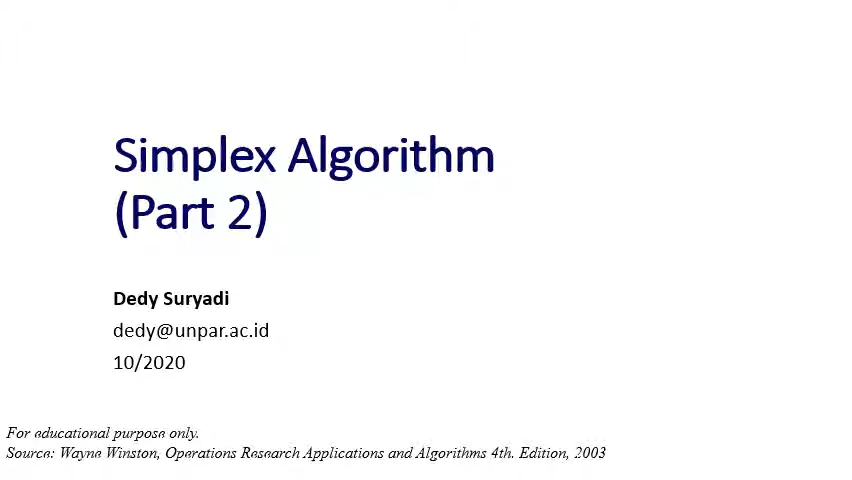 Simplex Algorithm
(Part 2)
Dedy Suryadi
dedy@unpar.ac.id
10/2020
For educational purpose only.
Source: Wayne Winston, Operations Research Applications and Algorithms 4th. Edition, 2003